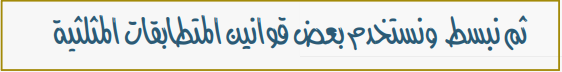 ثم نبسط ونستخدم بعض قوانين المتطابقات المثلثية